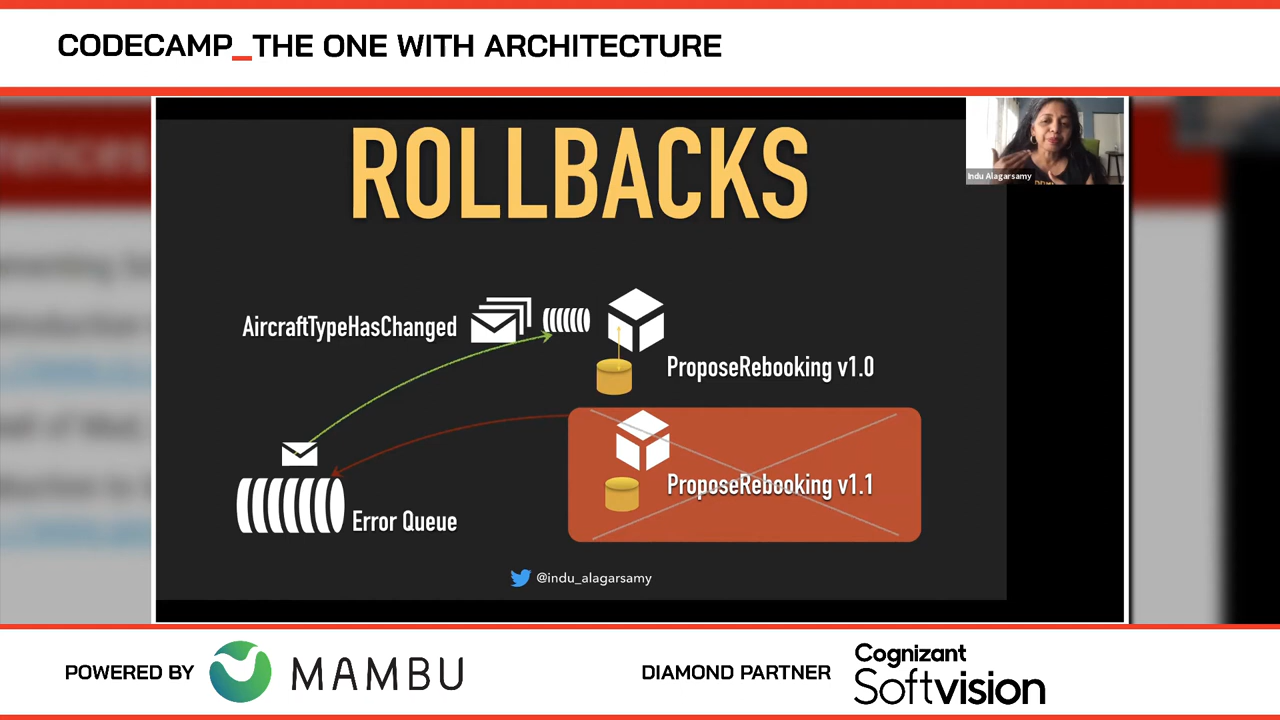 CODECAMP_THE ONE WITH ARCHITECTURE
ROLLBACKS
Indu Alagarsamy
AircraftTypeHasChanged
ProposeRebooking v1.0
ProposeRebooking v1.1
Error Queue
@indu_alagarsamy
POWERED BY MAMBU
DIAMOND PARTNER
Cognizant
Softvision